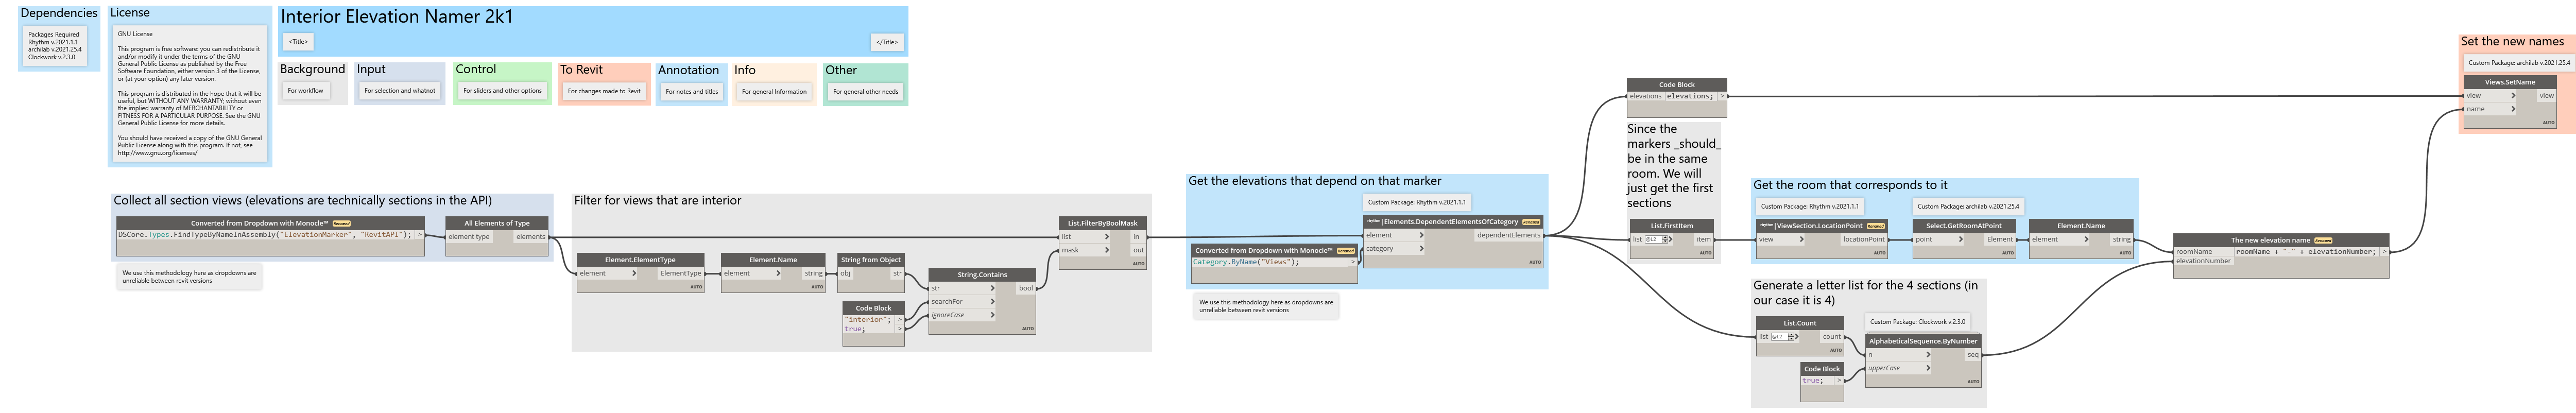 Dependencies
Packages Required
Rhythm v.2021.1.1
archilab v.2021.25.4
Clockwork v.2.3.0
License
GNU License
This program is free software: you can redistribute it
and/or modify it under the terms of the GNU
General Public License as published by the Free
Software Foundation, either version 3 of the License,
or (at your option) any later version.
This program is distributed in the hope that it will be
useful, but WITHOUT ANY WARRANTY; without even
the implied warranty of MERCHANTABILITY or
FITNESS FOR A PARTICULAR PURPOSE. See the GNU
General Public License for more details.
You should have received a copy of the GNU General
Public License along with this program. If not, see
http://www.gnu.org/licenses/
Interior Elevation Namer 2k1
<Title>
</Title>
Background
For workflow
Input
For selection and whatnot
Control
For sliders and other options
To Revit
For changes made to Revit
Annotation
For notes and titles
Info
For general Information
Other
For general other needs
Collect all section views (elevations are technically sections in the API)
Converted from Dropdown with Monocle™ Renamed
DSCore.Types.FindTypeByNameInAssembly("ElevationMarker", "RevitAPI"); >
All Elements of Type
element type elements
We use this methodology here as dropdowns are
unreliable between revit versions
Filter for views that are interior
Element.ElementType
element > ElementType
AUTO
Element.Name
element > string
AUTO
String from Object
obj str
AUTO
Code Block
"interior"; >
true; >
String.Contains
str > bool
searchFor >
ignoreCase >
AUTO
List.FilterByBoolMask
list > in
mask > out
AUTO
Get the elevations that depend on that marker
Custom Package: Rhythm v.2021.1.1
Converted from Dropdown with Monocle™ Renamed
Category.ByName("Views"); >
Rhythm|Elements.DependentElementsOfCategory Renamed
element > dependentElements
category >
AUTO
We use this methodology here as dropdowns are
unreliable between revit versions
Code Block
elevations elevations; >
Since the
markers _should_
be in the same
room. We will
just get the first
sections
List.FirstItem
list @L2 > item
AUTO
Get the room that corresponds to it
Custom Package: Rhythm v.2021.1.1
Rhythm|ViewSection.LocationPoint Renamed
view > locationPoint
AUTO
Custom Package: archilab v.2021.25.4
Select.GetRoomAtPoint
point > Element
AUTO
Element.Name
element > string
AUTO
Generate a letter list for the 4 sections (in
our case it is 4)
List.Count
list @L2 > count
AUTO
Code Block
true; >
Custom Package: Clockwork v.2.3.0
AlphabeticalSequence.ByNumber
n > seq
upperCase >
AUTO
The new elevation name Renamed
roomName roomName + "-" + elevationNumber; >
elevationNumber
Set the new names
Custom Package: archilab v.2021.25.4
Views.SetName
view > view
name >
AUTO